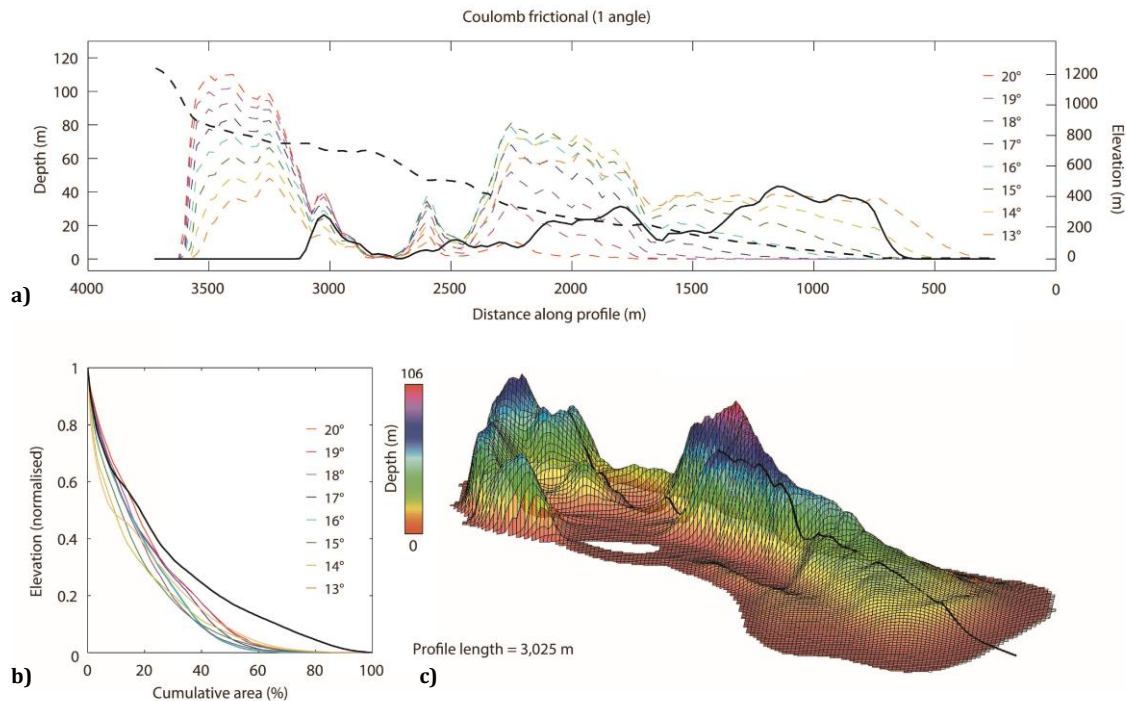 Coulomb frictional (1 angle)
120
100
80
60
40
20
0
Depth (m)
20°
19°
18°
17°
16°
15°
14°
13°
1200
1000
800
600
400
200
0
Elevation (m)
4000 3500 3000 2500 2000 1500 1000 500 0
Distance along profile (m)
a)
1
0.8
0.6
0.4
0.2
0
Elevation (normalised)
20°
19°
18°
17°
16°
15°
14°
13°
0 20 40 60 80 100
Cumulative area (%)
b)
106
Depth (m)
0
Profile length = 3,025 m
c)